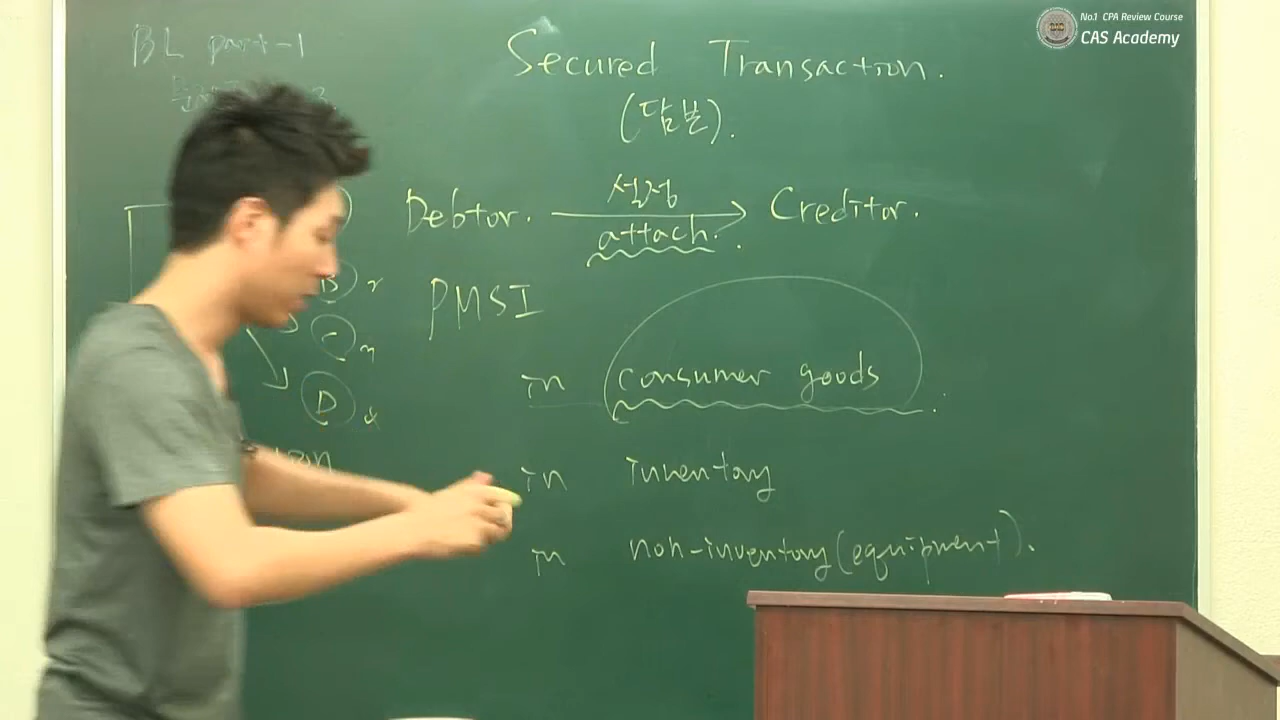 No.1 CPA Review Course
CAS Academy
BL part-1
Secured Transaction.
(담보).
Debtor. 설정 Creditor.
attach.
B
PMSI
C
in consumer goods
D
in inventory
in non-inventory (equipment).